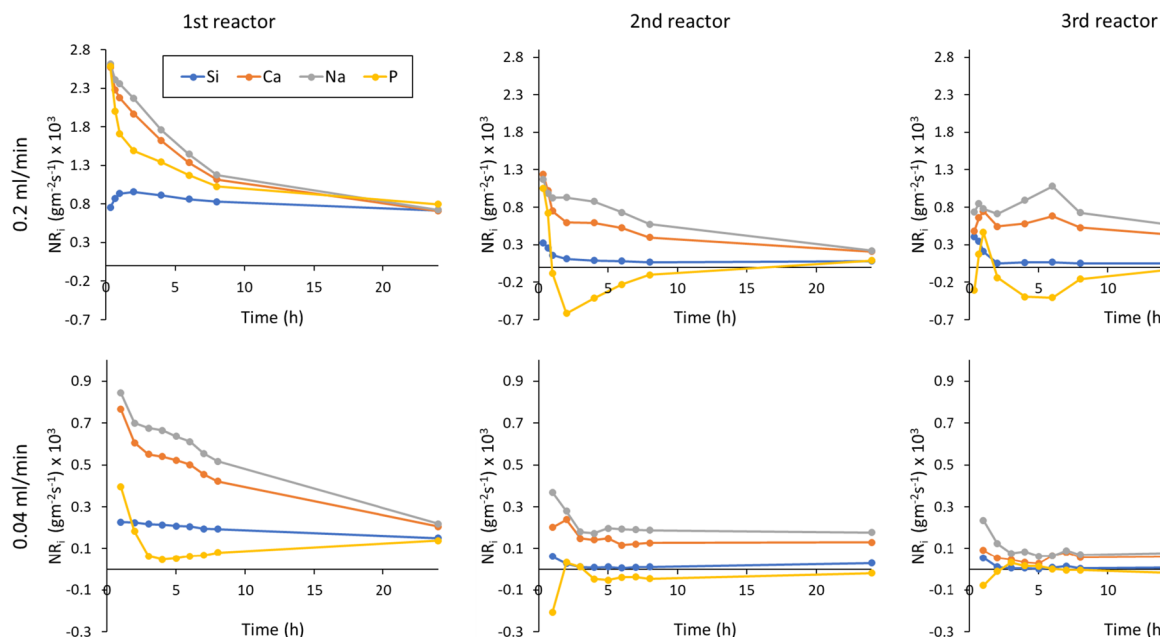 1st reactor
2nd reactor
3rd reactor
0.2 ml/min
NRi (gm⁻²s⁻¹) x 10³
2.8
2.3
1.8
1.3
0.8
0.3
-0.2
-0.7
Si Ca Na P
0 5 10 15 20
Time (h)
NRi (gm⁻²s⁻¹) x 10³
2.8
2.3
1.8
1.3
0.8
0.3
-0.2
-0.7
0 5 10 15 20
Time (h)
NRi (gm⁻²s⁻¹) x 10³
2.8
2.3
1.8
1.3
0.8
0.3
-0.2
-0.7
0 5 10
Time (h)
0.04 ml/min
NRi (gm⁻²s⁻¹) x 10³
0.9
0.7
0.5
0.3
0.1
-0.1
-0.3
0 5 10 15 20
Time (h)
NRi (gm⁻²s⁻¹) x 10³
0.9
0.7
0.5
0.3
0.1
-0.1
-0.3
0 5 10 15 20
Time (h)
NRi (gm⁻²s⁻¹) x 10³
0.9
0.7
0.5
0.3
0.1
-0.1
-0.3
0 5 10
Time (h)